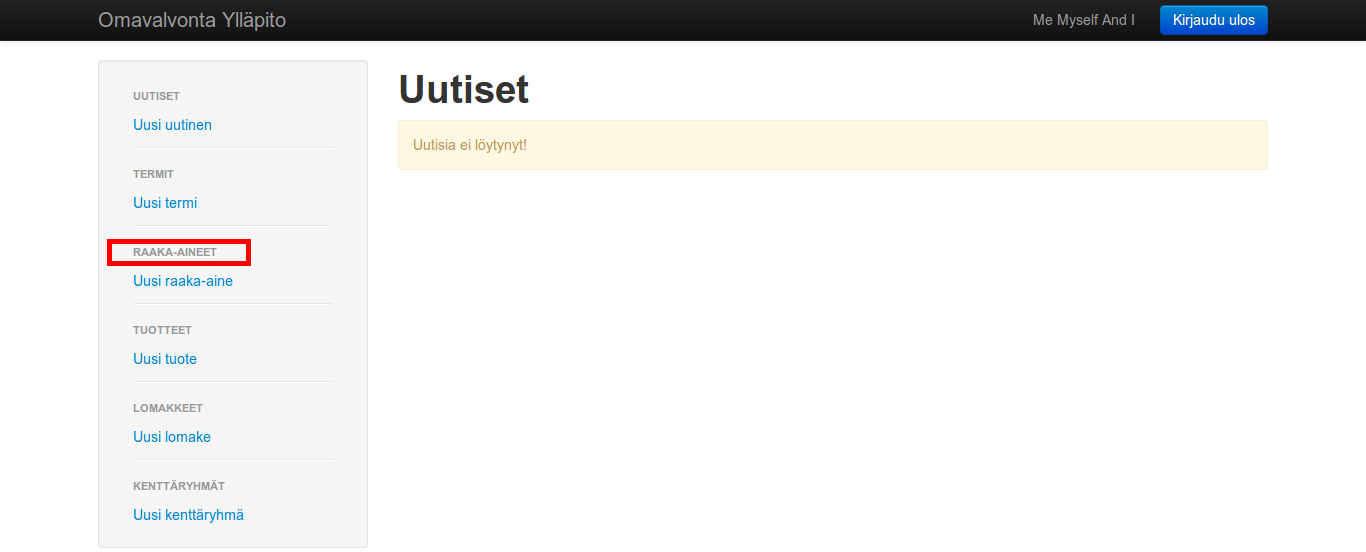 Omavalvonta Ylläpito
Me Myself And I
Kirjaudu ulos
UUTISET
Uusi uutinen
TERMIT
Uusi termi
RAAKA-AINEET
Uusi raaka-aine
TUOTTEET
Uusi tuote
LOMAKKEET
Uusi lomake
KENTTÄRYHMÄT
Uusi kenttäryhmä
Uutiset
Uutisia ei löytynyt!